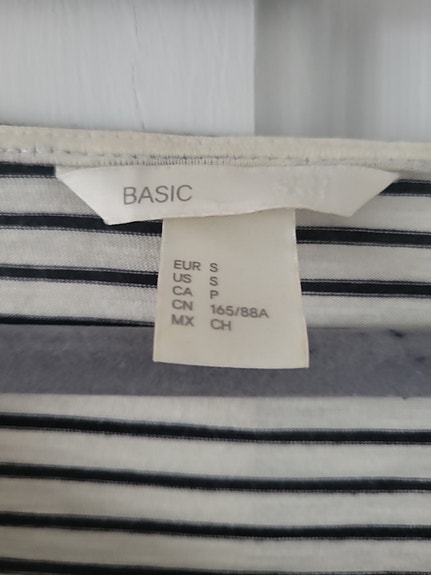 BASIC
EUR S
US S
CA P
CN 165/88A
MX CH